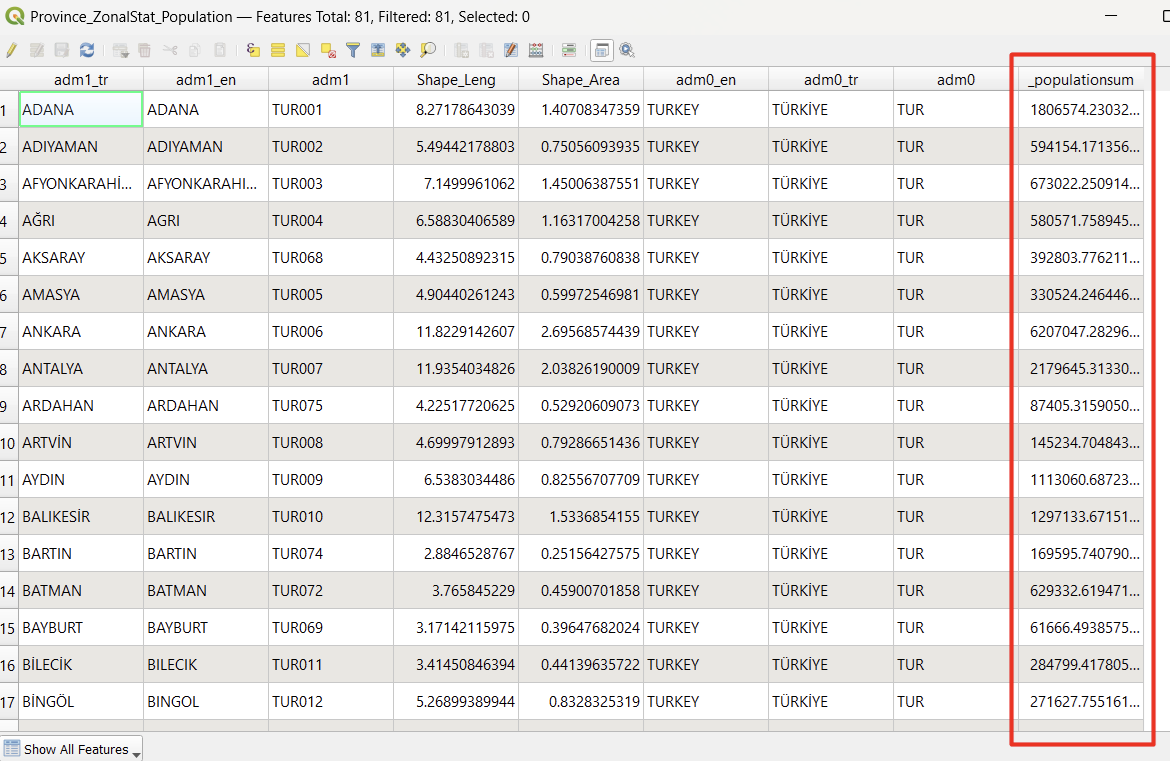 Province_ZonalStat_Population — Features Total: 81, Filtered: 81, Selected: 0
adm1_tr adm1_en adm1 Shape_Leng Shape_Area adm0_en adm0_tr adm0 _populationsum
1 ADANA ADANA TUR001 8.27178643039 1.40708347359 TURKEY TÜRKİYE TUR 1806574.23032...
2 ADIYAMAN ADIYAMAN TUR002 5.49442178803 0.75056093935 TURKEY TÜRKİYE TUR 594154.171356...
3 AFYONKARAHİ... AFYONKARAHI... TUR003 7.1499961062 1.45006387551 TURKEY TÜRKİYE TUR 673022.250914...
4 AĞRI AGRI TUR004 6.58830406589 1.16317004258 TURKEY TÜRKİYE TUR 580571.758945...
5 AKSARAY AKSARAY TUR068 4.43250892315 0.79038760838 TURKEY TÜRKİYE TUR 392803.776211...
6 AMASYA AMASYA TUR005 4.90440261243 0.59972546981 TURKEY TÜRKİYE TUR 330524.246446...
7 ANKARA ANKARA TUR006 11.8229142607 2.69568574439 TURKEY TÜRKİYE TUR 6207047.28296...
8 ANTALYA ANTALYA TUR007 11.9354034826 2.03826190009 TURKEY TÜRKİYE TUR 2179645.31330...
9 ARDAHAN ARDAHAN TUR075 4.22517720625 0.52920609073 TURKEY TÜRKİYE TUR 87405.3159050...
10 ARTVİN ARTVIN TUR008 4.69997912893 0.79286651436 TURKEY TÜRKİYE TUR 145234.704843...
11 AYDIN AYDIN TUR009 6.5383034486 0.82556707709 TURKEY TÜRKİYE TUR 1113060.68723...
12 BALIKESİR BALIKESIR TUR010 12.3157475473 1.5336854155 TURKEY TÜRKİYE TUR 1297133.67151...
13 BARTIN BARTIN TUR074 2.8846528767 0.25156427575 TURKEY TÜRKİYE TUR 169595.740790...
14 BATMAN BATMAN TUR072 3.765845229 0.45900701858 TURKEY TÜRKİYE TUR 629332.619471...
15 BAYBURT BAYBURT TUR069 3.17142115975 0.39647682024 TURKEY TÜRKİYE TUR 61666.4938575...
16 BİLECİK BILECIK TUR011 3.41450846394 0.44139635722 TURKEY TÜRKİYE TUR 284799.417805...
17 BİNGÖL BINGOL TUR012 5.26899389944 0.8328325319 TURKEY TÜRKİYE TUR 271627.755161...
Show All Features